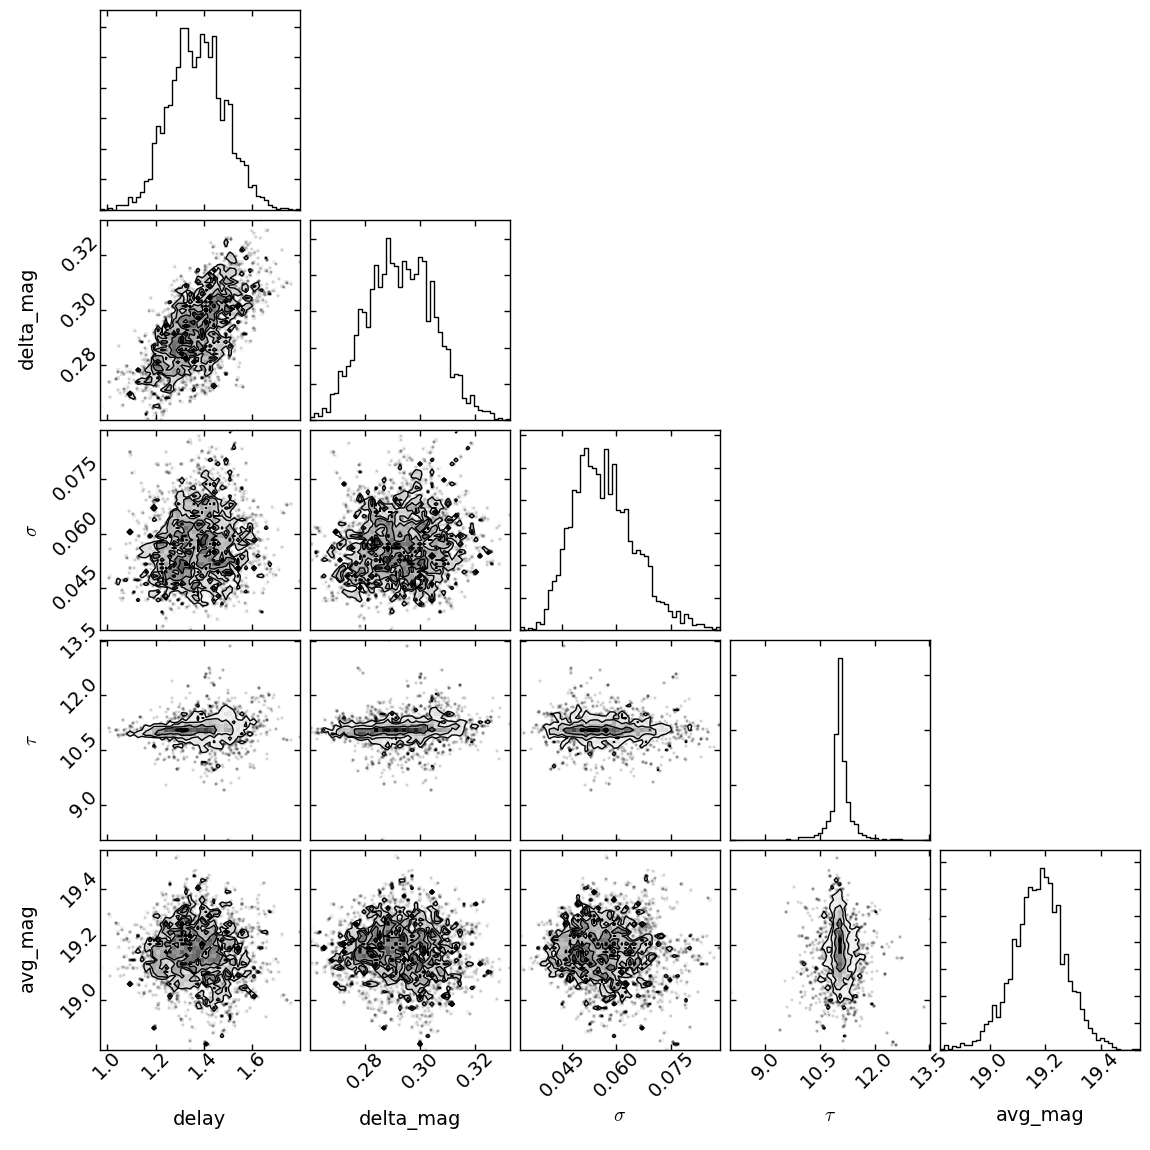 0.32
0.30
0.28
delta_mag
0.075
0.060
0.045
σ
13.5
12.0
10.5
9.0
τ
19.4
19.2
19.0
avg_mag
1.0 1.2 1.4 1.6
0.28 0.30 0.32
0.045 0.060 0.075
9.0 10.5 12.0 13.5
19.0 19.2 19.4
delay delta_mag σ τ avg_mag